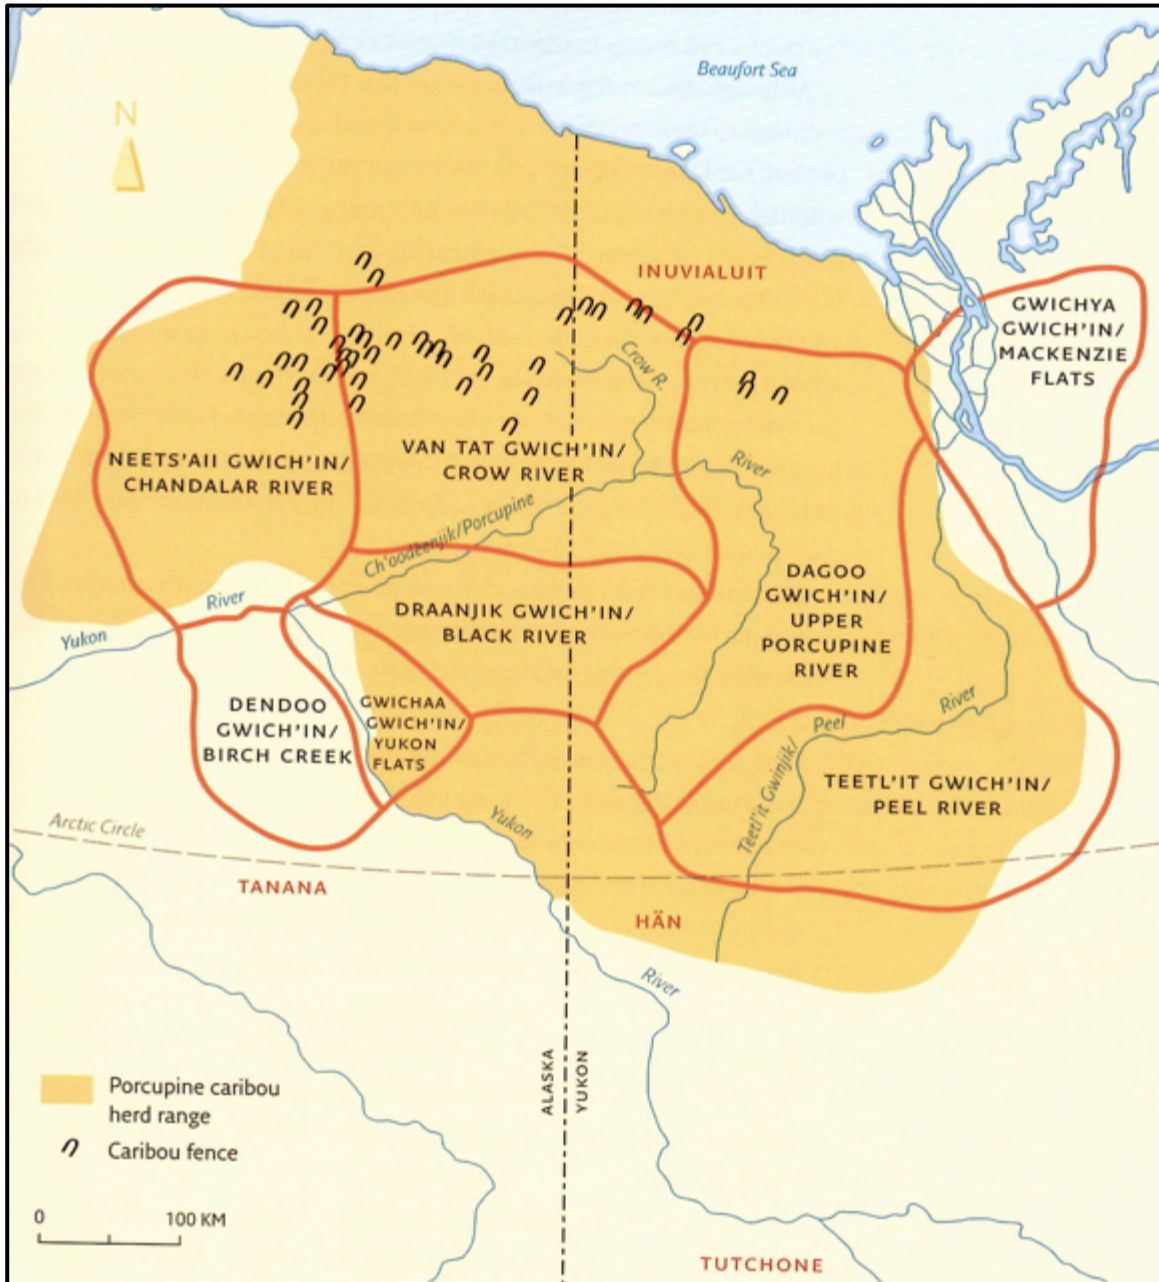 Beaufort Sea
N
INUVIALUIT
GWICHYA
GWICH'IN/
MACKENZIE
FLATS
Crow R.
NEETS'AII GWICH'IN/
CHANDALAR RIVER
VAN TAT GWICH'IN/
CROW RIVER
River
Ch'oodèenjik/Porcupine
DAGOO
GWICH'IN/
UPPER
PORCUPINE
RIVER
DRAANJIK GWICH'IN/
BLACK RIVER
River
Yukon
DENDOO
GWICH'IN/
BIRCH CREEK
GWICHAA
GWICH'IN/
YUKON
FLATS
River
Peel
Teetl'it Gwinjik/
TEETL'IT GWICH'IN/
PEEL RIVER
Arctic Circle
Yukon
TANANA
HÄN
River
ALASKA
YUKON
Porcupine caribou
herd range
Caribou fence
0 100 KM
TUTCHONE